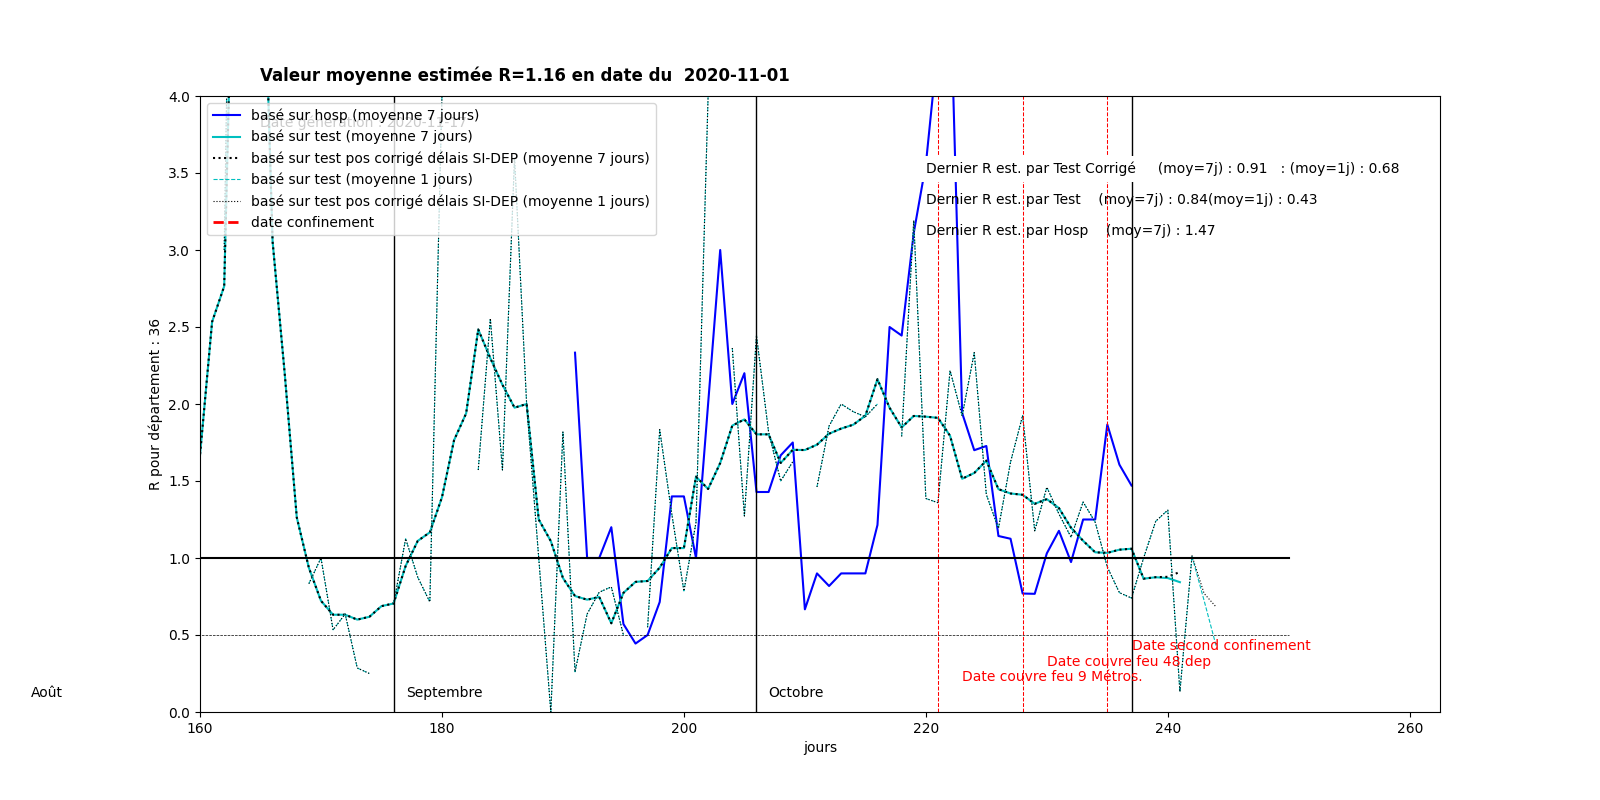 Valeur moyenne estimée R=1.16 en date du  2020-11-01
Date génération : 2020-11-17
basé sur hosp (moyenne 7 jours)
basé sur test (moyenne 7 jours)
basé sur test pos corrigé délais SI-DEP (moyenne 7 jours)
basé sur test (moyenne 1 jours)
basé sur test pos corrigé délais SI-DEP (moyenne 1 jours)
date confinement
Dernier R est. par Test Corrigé     (moy=7j) : 0.91   : (moy=1j) : 0.68
Dernier R est. par Test    (moy=7j) : 0.84(moy=1j) : 0.43
Dernier R est. par Hosp    (moy=7j) : 1.47
R pour département : 36
4.0
3.5
3.0
2.5
2.0
1.5
1.0
0.5
0.0
Date second confinement
Date couvre feu 48 dep
Date couvre feu 9 Métros.
Août
Septembre
Octobre
160
180
200
220
240
260
jours